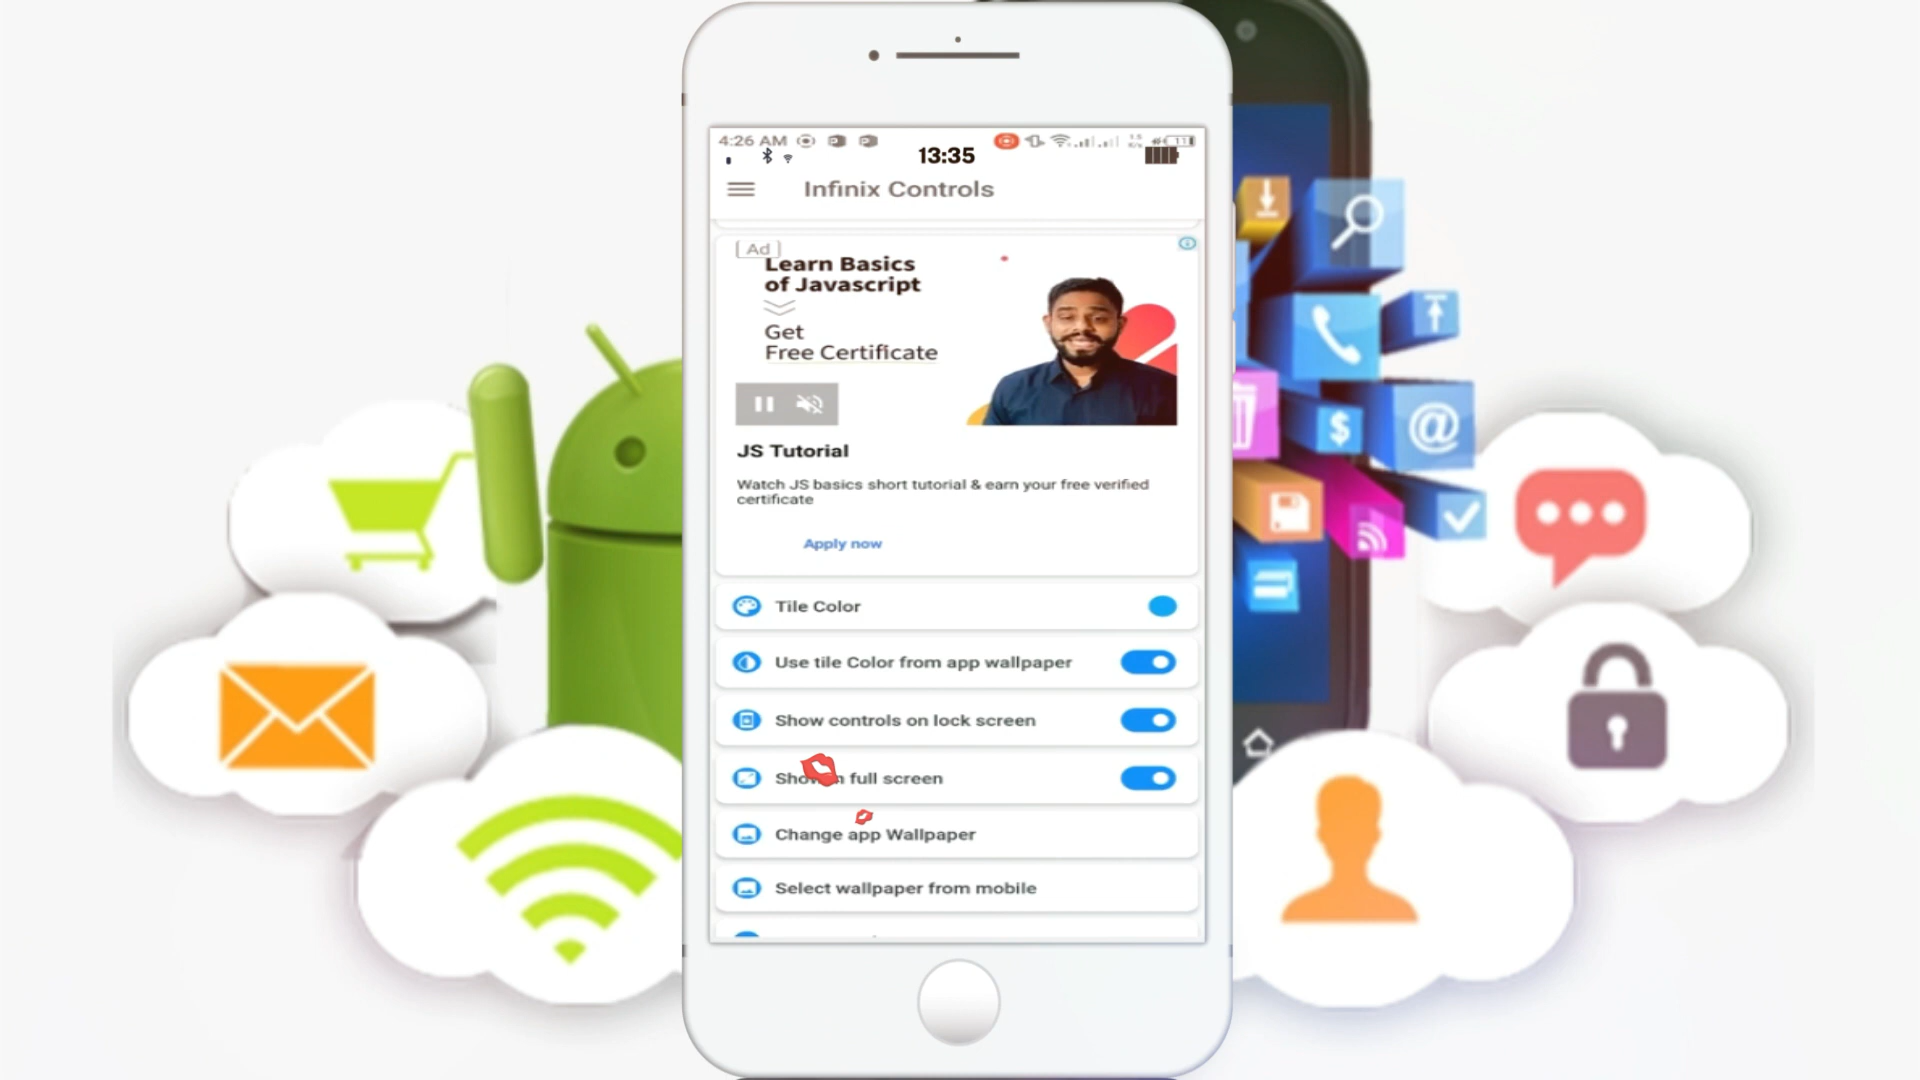 4:26 AM
13:35
Infinix Controls
Ad
Learn Basics
of Javascript
Get
Free Certificate
JS Tutorial
Watch JS basics short tutorial & earn your free verified
certificate
Apply now
Tile Color
Use tile Color from app wallpaper
Show controls on lock screen
full screen
Change app Wallpaper
Select wallpaper from mobile
$
@